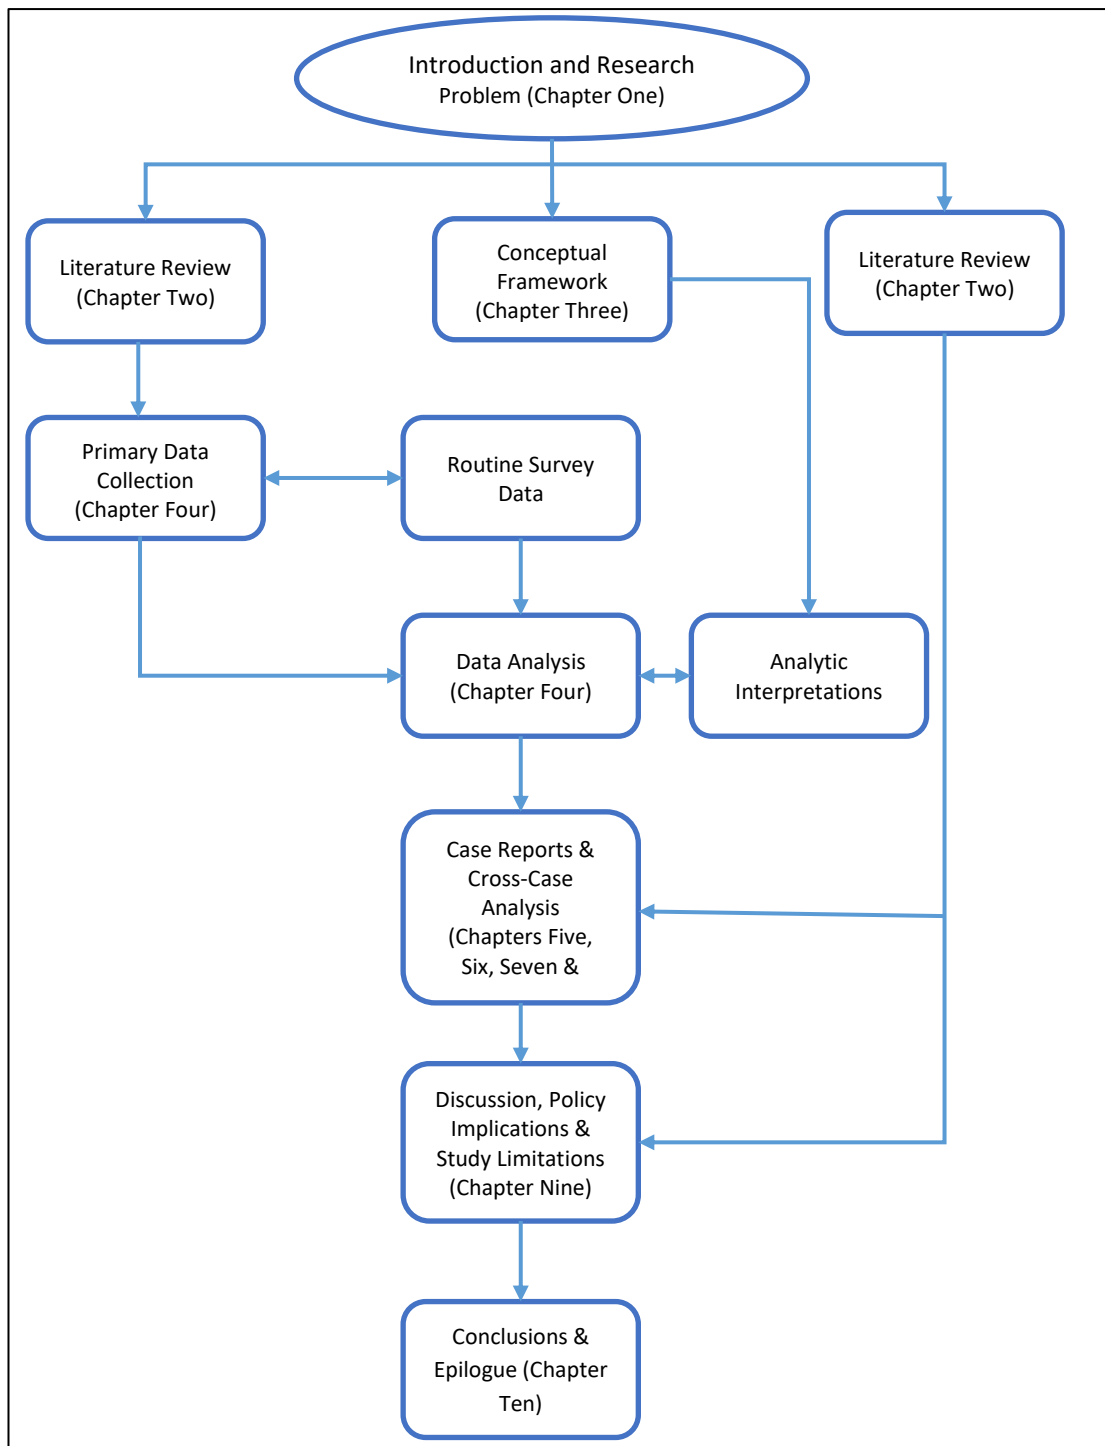 Introduction and Research
Problem (Chapter One)
Literature Review
(Chapter Two)
Conceptual
Framework
(Chapter Three)
Literature Review
(Chapter Two)
Primary Data
Collection
(Chapter Four)
Routine Survey
Data
Data Analysis
(Chapter Four)
Analytic
Interpretations
Case Reports &
Cross-Case
Analysis
(Chapters Five,
Six, Seven &
Discussion, Policy
Implications &
Study Limitations
(Chapter Nine)
Conclusions &
Epilogue (Chapter
Ten)